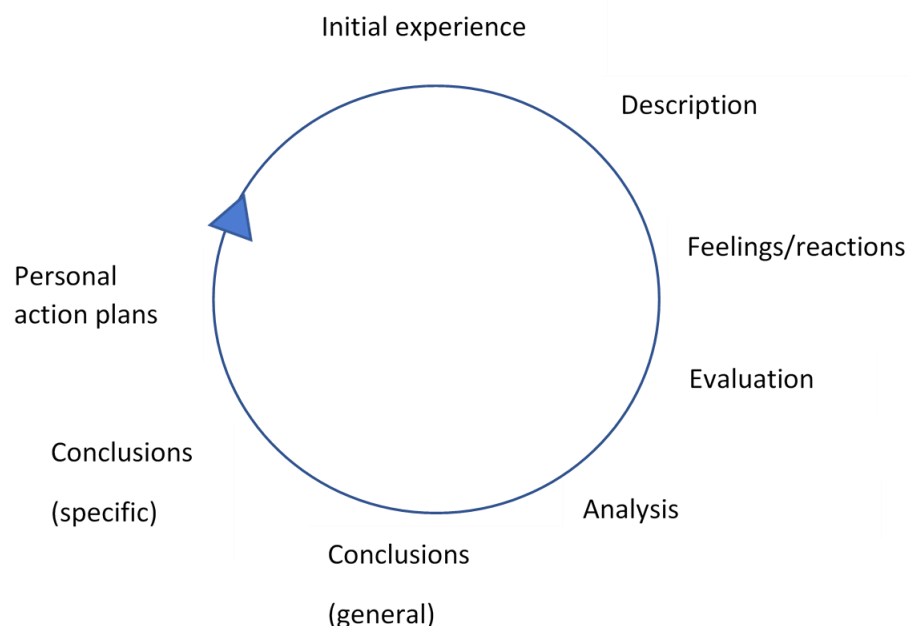 Initial experience
Description
Feelings/reactions
Evaluation
Analysis
Conclusions
(general)
Conclusions
(specific)
Personal
action plans